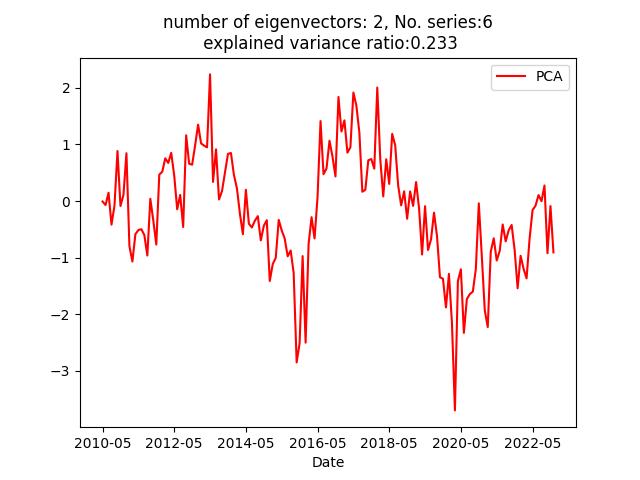 number of eigenvectors: 2, No. series:6
explained variance ratio:0.233
PCA
2
1
0
−1
−2
−3
2010-05 2012-05 2014-05 2016-05 2018-05 2020-05 2022-05
Date